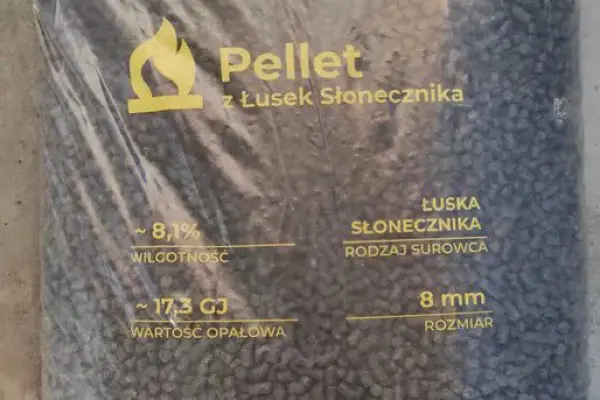 Pellet
z Łusek Słonecznika
~ 8,1%
WILGOTNOŚĆ
ŁUSKA
SŁONECZNIKA
RODZAJ SUROWCA
~ 17,3 GJ
WARTOŚĆ OPAŁOWA
8 mm
ROZMIAR